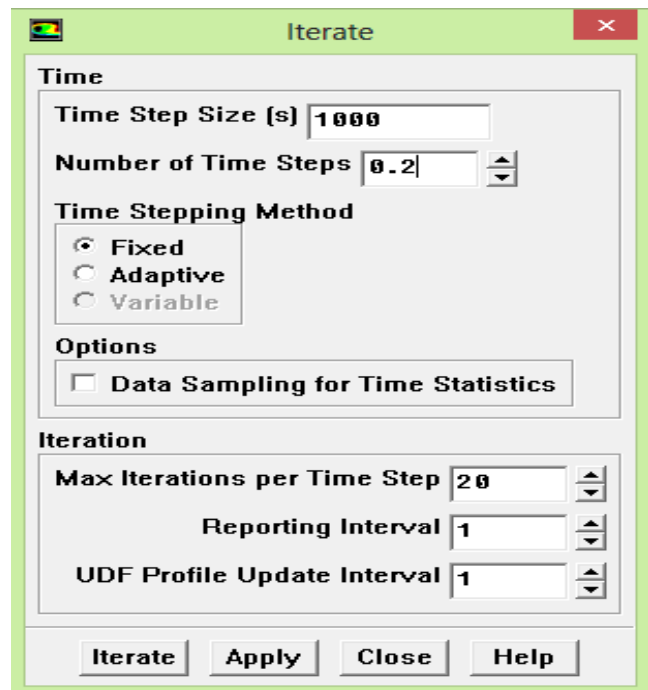 Iterate
Time
Time Step Size (s) 1000
Number of Time Steps 0.2
Time Stepping Method
Fixed
Adaptive
Variable
Options
Data Sampling for Time Statistics
Iteration
Max Iterations per Time Step 20
Reporting Interval 1
UDF Profile Update Interval 1
Iterate Apply Close Help